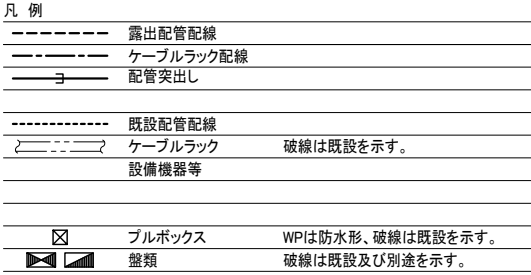 凡 例
露出配管配線
ケーブルラック配線
配管突出し
既設配管配線
ケーブルラック 破線は既設を示す。
設備機器等
プルボックス WPは防水形、破線は既設を示す。
盤類 破線は既設及び別途を示す。